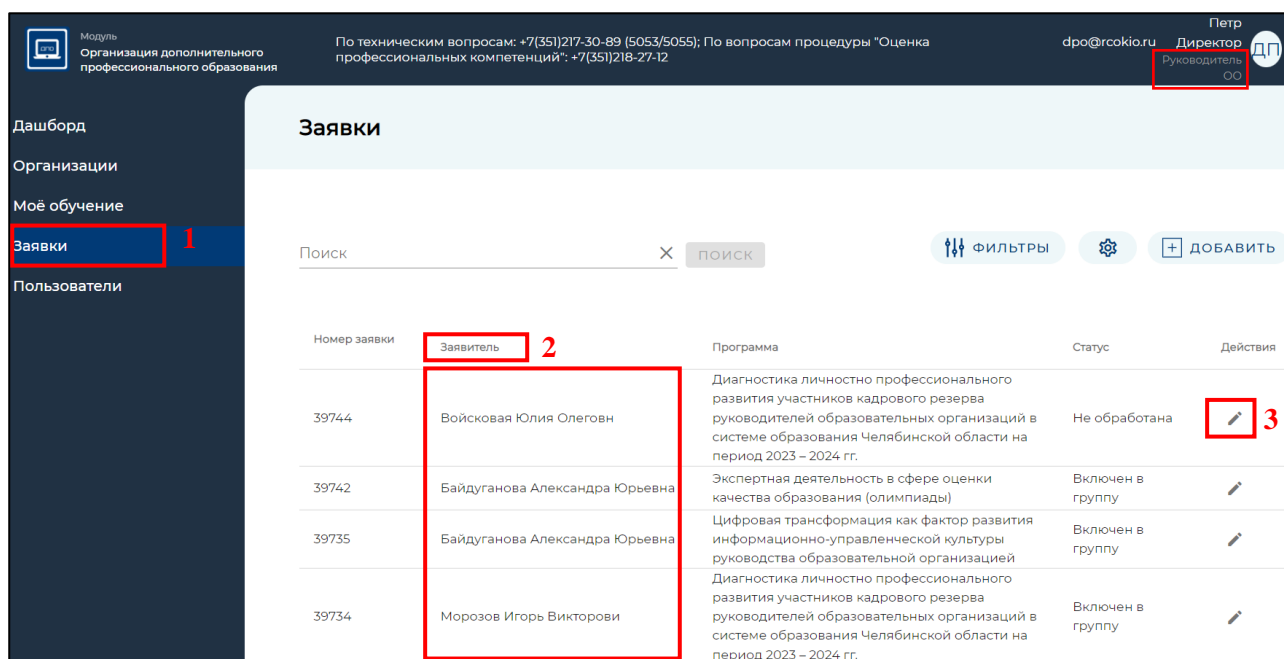 Модуль
Организация дополнительного
профессионального образования
По техническим вопросам: +7(351)217-30-89 (5053/5055); По вопросам процедуры "Оценка
профессиональных компетенций": +7(351)218-27-12
dpo@rcokio.ru
Петр
Директор
Руководитель
ОО
ДП
Дашборд
Организации
Моё обучение
Заявки
1
Пользователи
Заявки
Поиск
ПОИСК
ФИЛЬТРЫ
ДОБАВИТЬ
Номер заявки
Заявитель
2
Программа
Статус
Действия
39744
Войсковая Юлия Олеговн
Диагностика личностно профессионального
развития участников кадрового резерва
руководителей образовательных организаций в
системе образования Челябинской области на
период 2023 – 2024 гг.
Не обработана
3
39742
Байдуганова Александра Юрьевна
Экспертная деятельность в сфере оценки
качества образования (олимпиады)
Включен в
группу
39735
Байдуганова Александра Юрьевна
Цифровая трансформация как фактор развития
информационно-управленческой культуры
руководства образовательной организацией
Включен в
группу
39734
Морозов Игорь Викторови
Диагностика личностно профессионального
развития участников кадрового резерва
руководителей образовательных организаций в
системе образования Челябинской области на
период 2023 – 2024 гг.
Включен в
группу